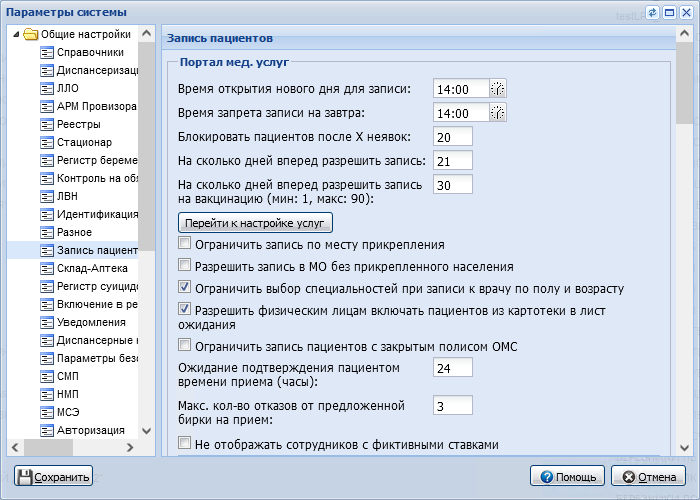 Параметры системы
Общие настройки
Справочники
Диспансеризац
ЛЛО
АРМ Провизора
Реестры
Стационар
Регистр береме
Контроль на обя
ЛВН
Идентификация
Разное
Запись пациент
Склад-Аптека
Регистр суицидо
Включение в ре
Уведомления
Диспансерные н
Параметры безо
СМП
НМП
МСЭ
Авторизация
Запись пациентов
Портал мед. услуг
Время открытия нового дня для записи: 14:00
Время запрета записи на завтра: 14:00
Блокировать пациентов после X неявок: 20
На сколько дней вперед разрешить запись: 21
На сколько дней вперед разрешить запись 30
на вакцинацию (мин: 1, макс: 90):
Перейти к настройке услуг
Ограничить запись по месту прикрепления
Разрешить запись в МО без прикрепленного населения
Ограничить выбор специальностей при записи к врачу по полу и возрасту
Разрешить физическим лицам включать пациентов из картотеки в лист
ожидания
Ограничить запись пациентов с закрытым полисом ОМС
Ожидание подтверждения пациентом 24
времени приема (часы):
Макс. кол-во отказов от предложенной 3
бирки на прием:
Не отображать сотрудников с фиктивными ставками
Сохранить
Помощь
Отмена